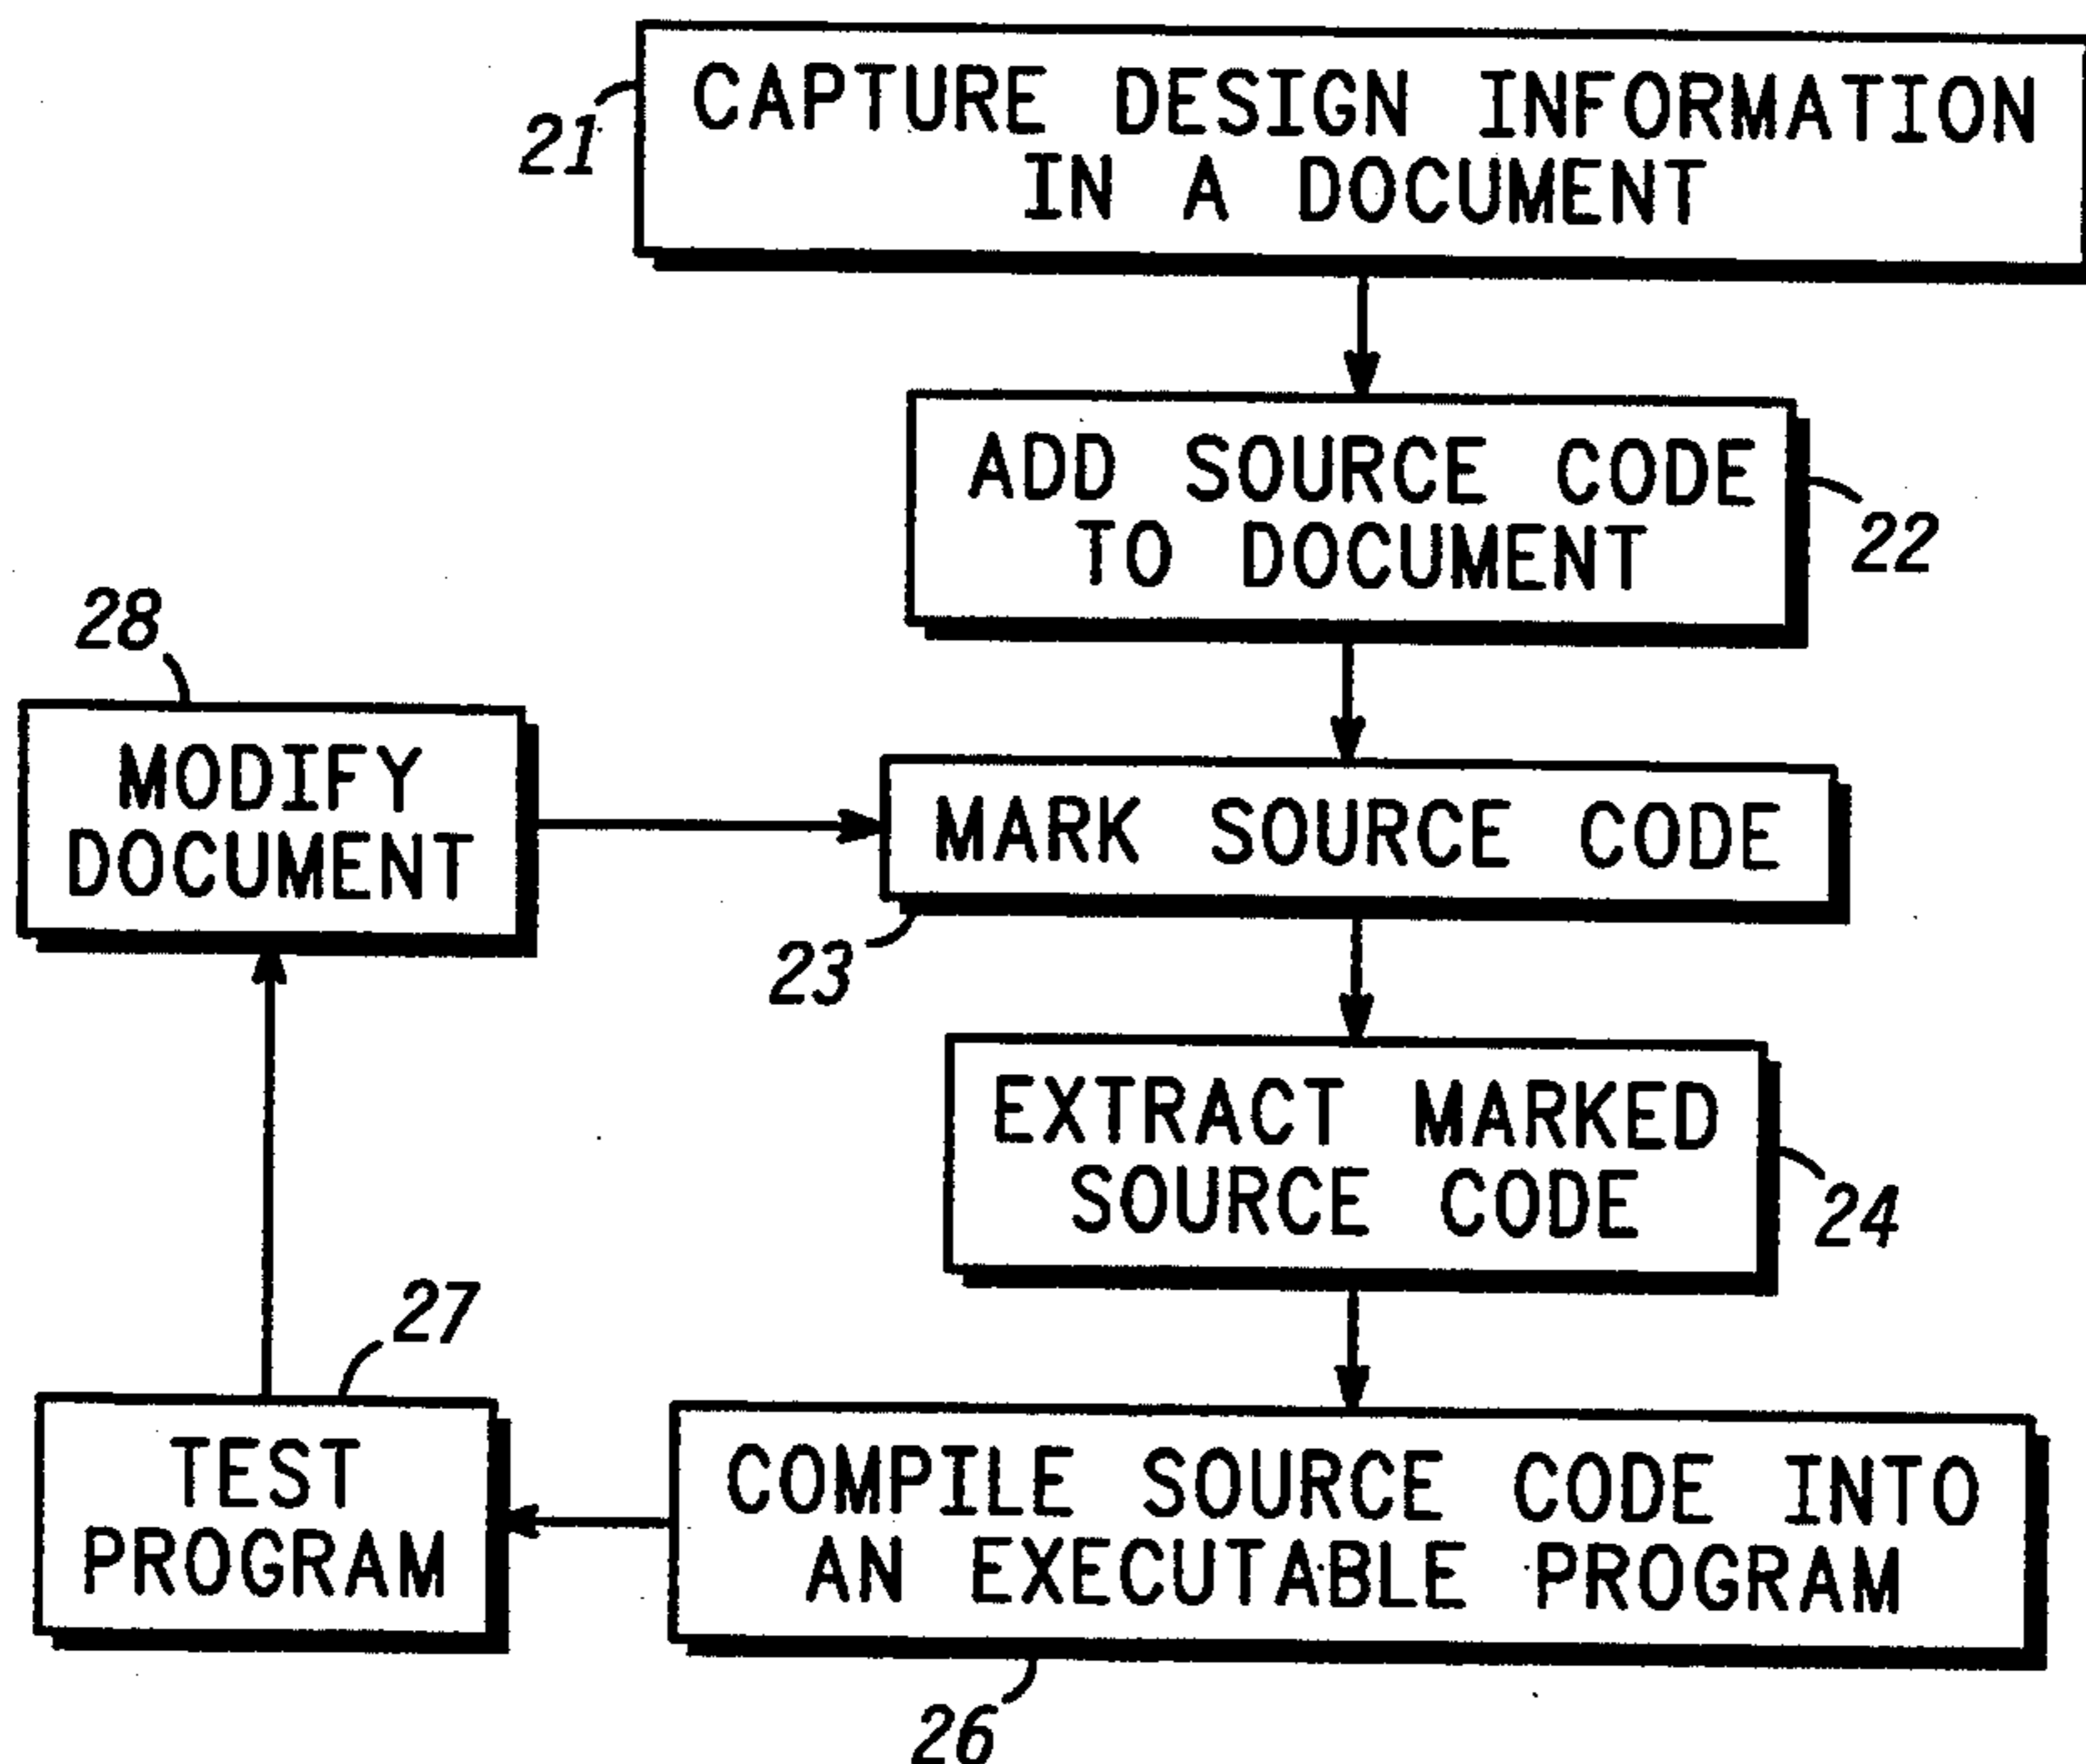 21
CAPTURE DESIGN INFORMATION
IN A DOCUMENT
ADD SOURCE CODE
TO DOCUMENT
22
28
MODIFY
DOCUMENT
MARK SOURCE CODE
23
EXTRACT MARKED
SOURCE CODE
24
27
TEST
PROGRAM
COMPILE SOURCE CODE INTO
AN EXECUTABLE PROGRAM
26